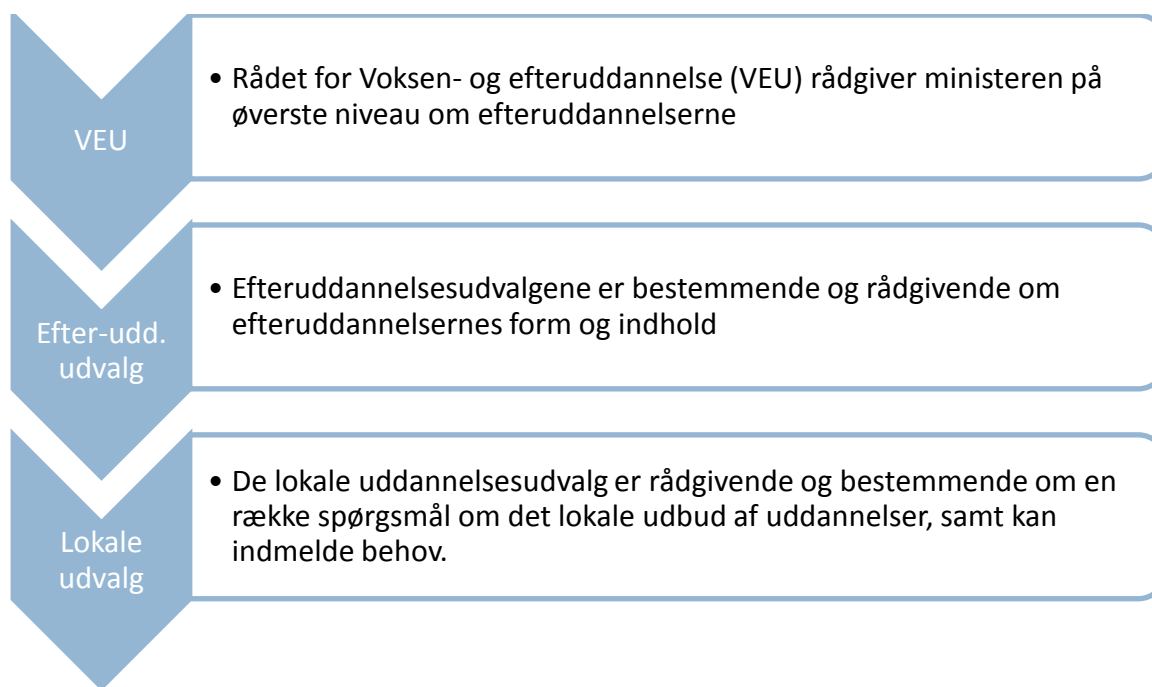 VEU
• Rådet for Voksen- og efteruddannelse (VEU) rådgiver ministeren på
øverste niveau om efteruddannelserne
Efter-udd.
udvalg
• Efteruddannelsesudvalgene er bestemmende og rådgivende om
efteruddannelsernes form og indhold
Lokale
udvalg
• De lokale uddannelsesudvalg er rådgivende og bestemmende om en
række spørgsmål om det lokale udbud af uddannelser, samt kan
indmelde behov.